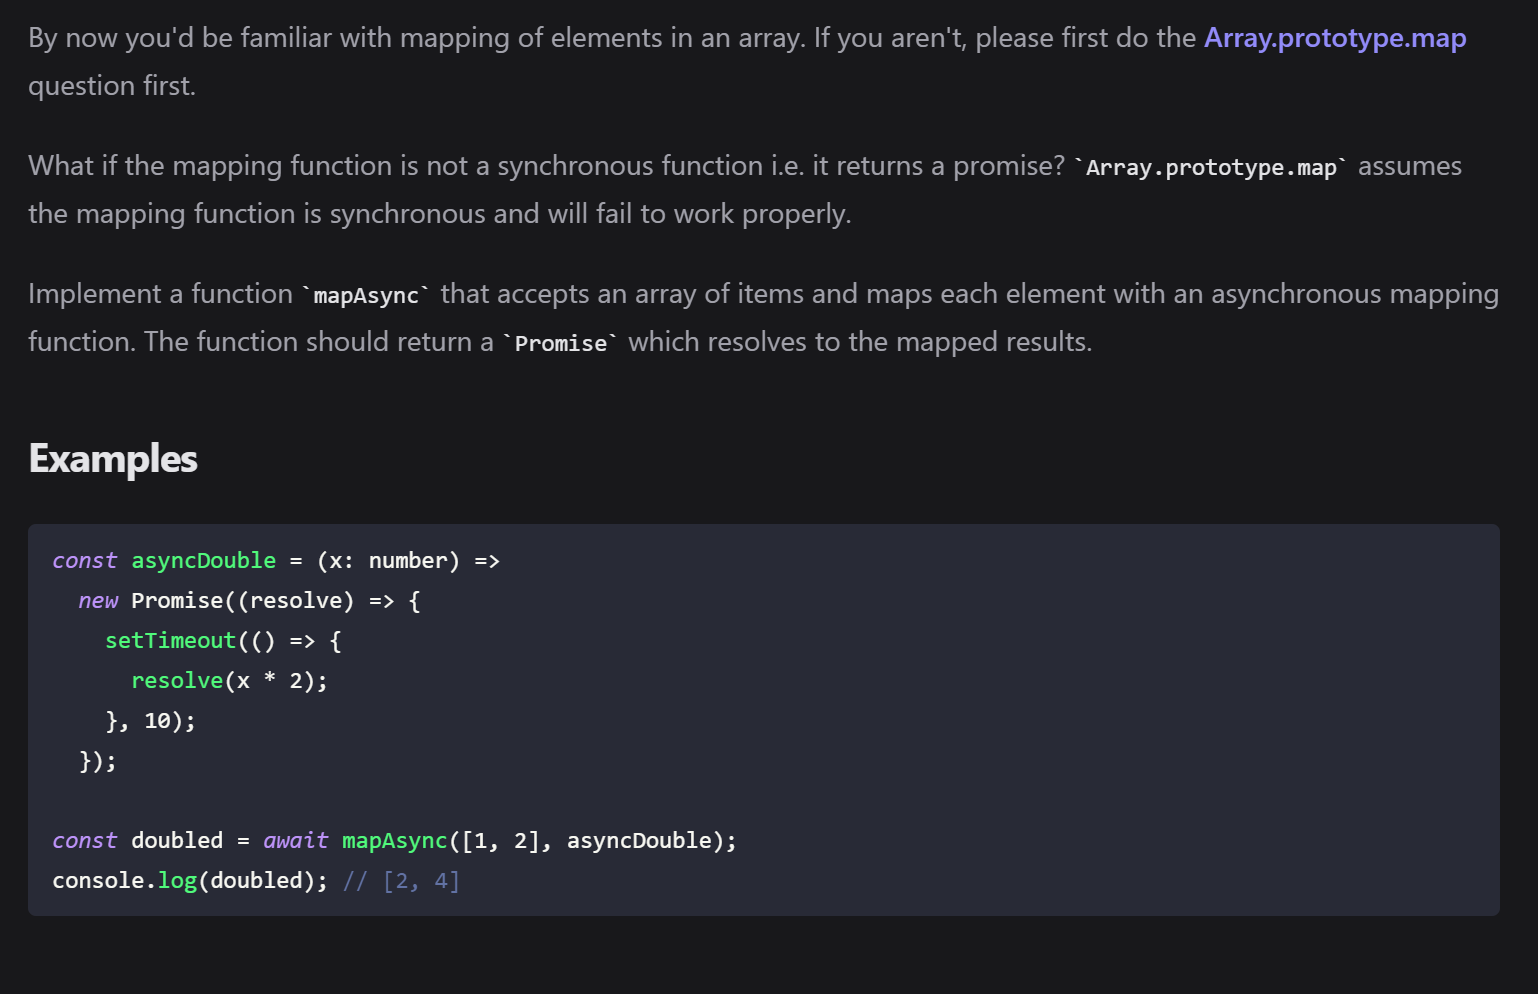 By now you'd be familiar with mapping of elements in an array. If you aren't, please first do the Array.prototype.map
question first.
What if the mapping function is not a synchronous function i.e. it returns a promise? `Array.prototype.map` assumes
the mapping function is synchronous and will fail to work properly.
Implement a function `mapAsync` that accepts an array of items and maps each element with an asynchronous mapping
function. The function should return a `Promise` which resolves to the mapped results.
Examples
const asyncDouble = (x: number) =>
  new Promise((resolve) => {
    setTimeout(() => {
      resolve(x * 2);
    }, 10);
  });
const doubled = await mapAsync([1, 2], asyncDouble);
console.log(doubled); // [2, 4]